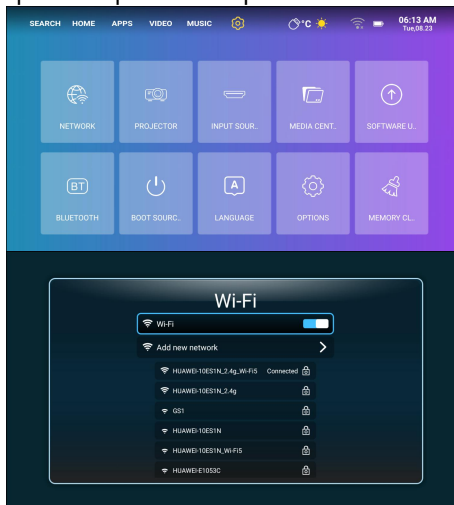 SEARCH HOME APPS VIDEO MUSIC °C 06:13 AM
Tue,08.23
NETWORK PROJECTOR INPUT SOUR.. MEDIA CENT.. SOFTWARE U..
BT A
BLUETOOTH BOOT SOURC.. LANGUAGE OPTIONS MEMORY CL..
Wi-Fi
Wi-Fi
Add new network
HUAWEI-10ES1N_2.4g_Wi-Fi5 Connected
HUAWEI-10ES1N_2.4g
GS1
HUAWEI-10ES1N
HUAWEI-10ES1N_Wi-Fi5
HUAWEI-E1053C